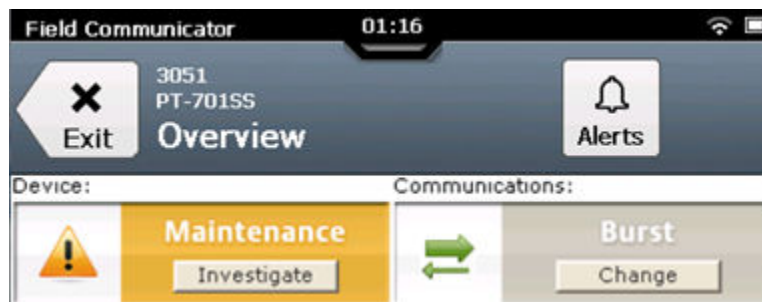 Field Communicator 01:16
3051
PT-701SS
Overview
Exit
Alerts
Device: Communications:
Maintenance Burst
Investigate Change